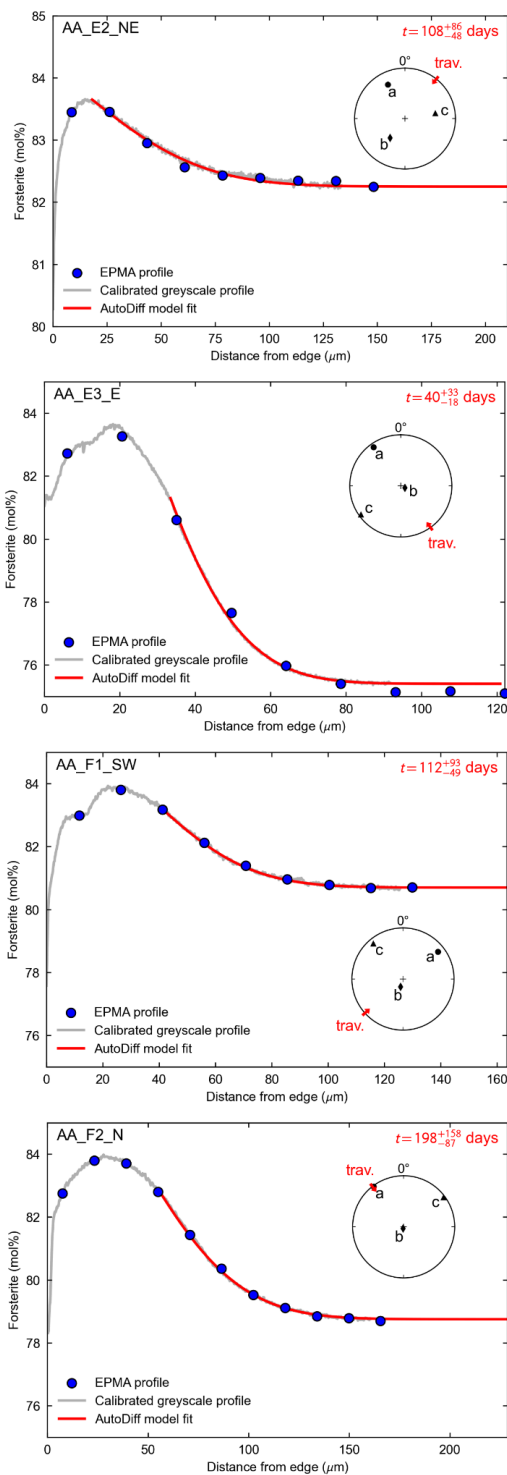 AA_E2_NE
t=108+86−48 days
0°
trav.
a
c
b
Forsterite (mol%)
85
84
83
82
81
80
EPMA profile
Calibrated greyscale profile
AutoDiff model fit
0 25 50 75 100 125 150 175 200
Distance from edge (μm)
AA_E3_E
t=40+33−18 days
0°
a
b
c
trav.
Forsterite (mol%)
84
82
80
78
76
EPMA profile
Calibrated greyscale profile
AutoDiff model fit
0 20 40 60 80 100 120
Distance from edge (μm)
AA_F1_SW
t=112+93−49 days
Forsterite (mol%)
84
82
80
78
76
0°
c
a
b
trav.
EPMA profile
Calibrated greyscale profile
AutoDiff model fit
0 20 40 60 80 100 120 140 160
Distance from edge (μm)
AA_F2_N
t=198+158−87 days
0°
trav.
a
c
b
Forsterite (mol%)
84
82
80
78
76
EPMA profile
Calibrated greyscale profile
AutoDiff model fit
0 50 100 150 200
Distance from edge (μm)